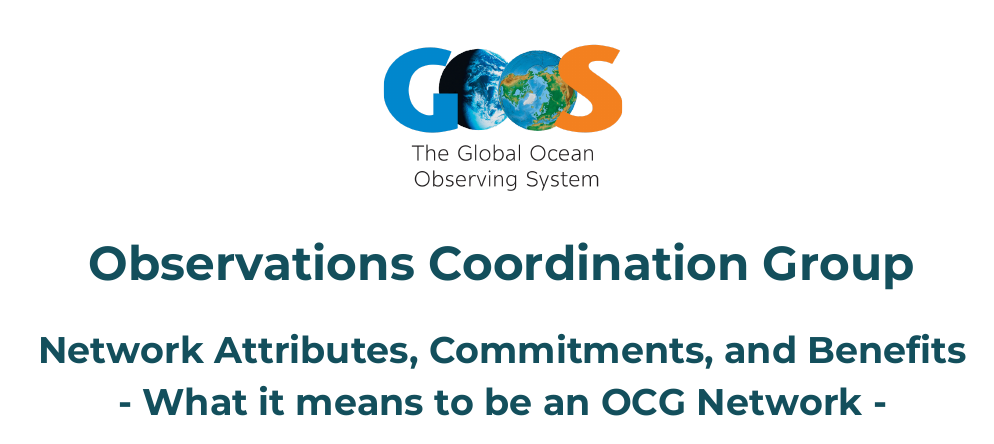 GOOS
The Global Ocean
Observing System
Observations Coordination Group
Network Attributes, Commitments, and Benefits
- What it means to be an OCG Network -